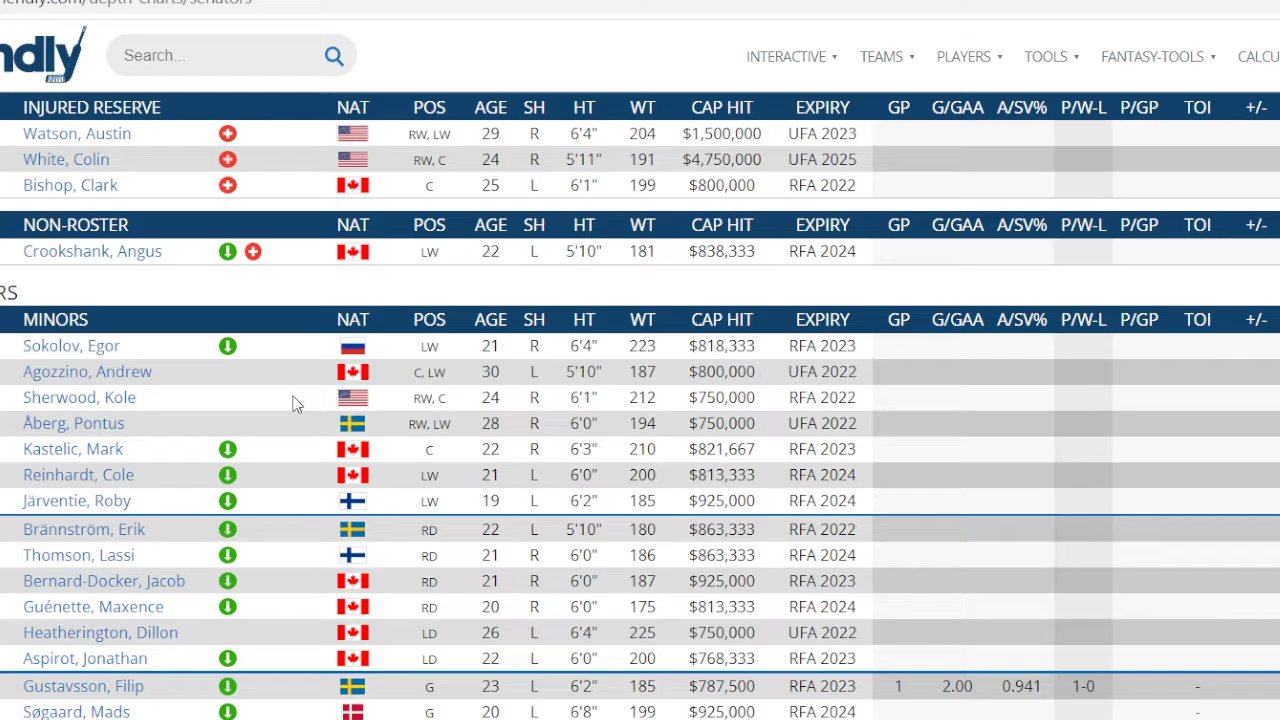 endly.com/depth-charts/senators
ndly Search... INTERACTIVE TEAMS PLAYERS TOOLS FANTASY-TOOLS CALCU
INJURED RESERVE NAT POS AGE SH HT WT CAP HIT EXPIRY GP G/GAA A/SV% P/W-L P/GP TOI +/-
Watson, Austin RW, LW 29 R 6'4" 204 $1,500,000 UFA 2023
White, Colin RW, C 24 R 5'11" 191 $4,750,000 UFA 2025
Bishop, Clark C 25 L 6'1" 199 $800,000 RFA 2022
NON-ROSTER NAT POS AGE SH HT WT CAP HIT EXPIRY GP G/GAA A/SV% P/W-L P/GP TOI +/-
Crookshank, Angus LW 22 L 5'10" 181 $838,333 RFA 2024
RS
MINORS NAT POS AGE SH HT WT CAP HIT EXPIRY GP G/GAA A/SV% P/W-L P/GP TOI +/-
Sokolov, Egor LW 21 R 6'4" 223 $818,333 RFA 2023
Agozzino, Andrew C, LW 30 L 5'10" 187 $800,000 UFA 2022
Sherwood, Kole RW, C 24 R 6'1" 212 $750,000 RFA 2022
Åberg, Pontus RW, LW 28 R 6'0" 194 $750,000 UFA 2022
Kastelic, Mark C 22 R 6'3" 210 $821,667 RFA 2023
Reinhardt, Cole LW 21 L 6'0" 200 $813,333 RFA 2024
Järventie, Roby LW 19 L 6'2" 185 $925,000 RFA 2024
Brännström, Erik RD 22 L 5'10" 180 $863,333 RFA 2022
Thomson, Lassi RD 21 R 6'0" 186 $863,333 RFA 2024
Bernard-Docker, Jacob RD 21 R 6'0" 187 $925,000 RFA 2023
Guénette, Maxence RD 20 R 6'0" 175 $813,333 RFA 2024
Heatherington, Dillon LD 26 L 6'4" 225 $750,000 UFA 2022
Aspirot, Jonathan LD 22 L 6'0" 200 $768,333 RFA 2023
Gustavsson, Filip G 23 L 6'2" 185 $787,500 RFA 2023 1 2.00 0.941 1-0 -
Søgaard, Mads G 20 L 6'8" 199 $925,000 RFA 2024 -